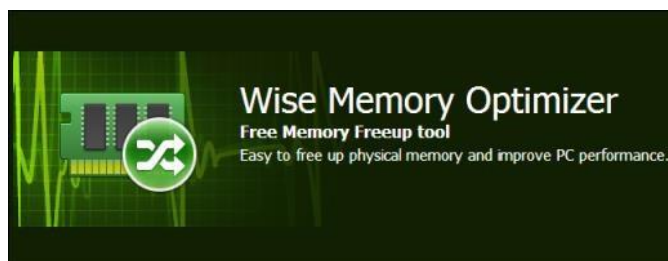 Wise Memory Optimizer
Free Memory Freeup tool
Easy to free up physical memory and improve PC performance.